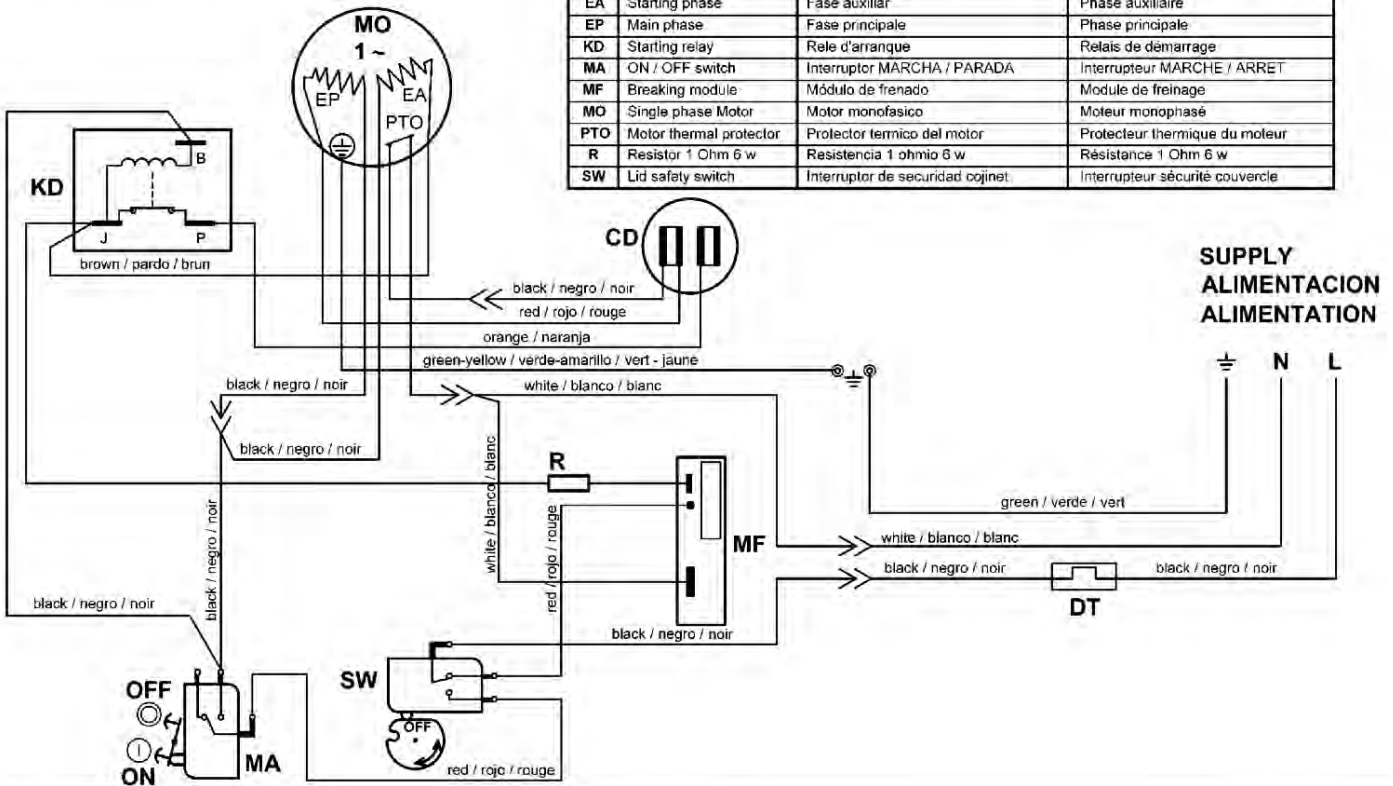 EA Starting phase Fase auxiliar Phase auxiliaire
EP Main phase Fase principale Phase principale
KD Starting relay Rele d'arranque Relais de démarrage
MA ON / OFF switch Interruptor MARCHA / PARADA Interrupteur MARCHE / ARRET
MF Breaking module Módulo de frenado Module de freinage
MO Single phase Motor Motor monofasico Moteur monophasé
PTO Motor thermal protector Protector termico del motor Protecteur thermique du moteur
R Resistor 1 Ohm 6 w Resistencia 1 ohmio 6 w Résistance 1 Ohm 6 w
SW Lid safety switch Interruptor de securidad cojinet Interrupteur sécurité couvercle
MO
1 ~
EP
EA
PTO
KD
B
J
P
brown / pardo / brun
CD
black / negro / noir
red / rojo / rouge
orange / naranja
green-yellow / verde-amarillo / vert - jaune
SUPPLY
ALIMENTACION
ALIMENTATION
N
L
black / negro / noir
white / blanco / blanc
black / negro / noir
white / blanco / blanc
R
red / rojo / rouge
MF
green / verde / vert
white / blanco / blanc
black / negro / noir
black / negro / noir
DT
black / negro / noir
black / negro / noir
black / negro / noir
SW
OFF
OFF
ON
MA
red / rojo / rouge